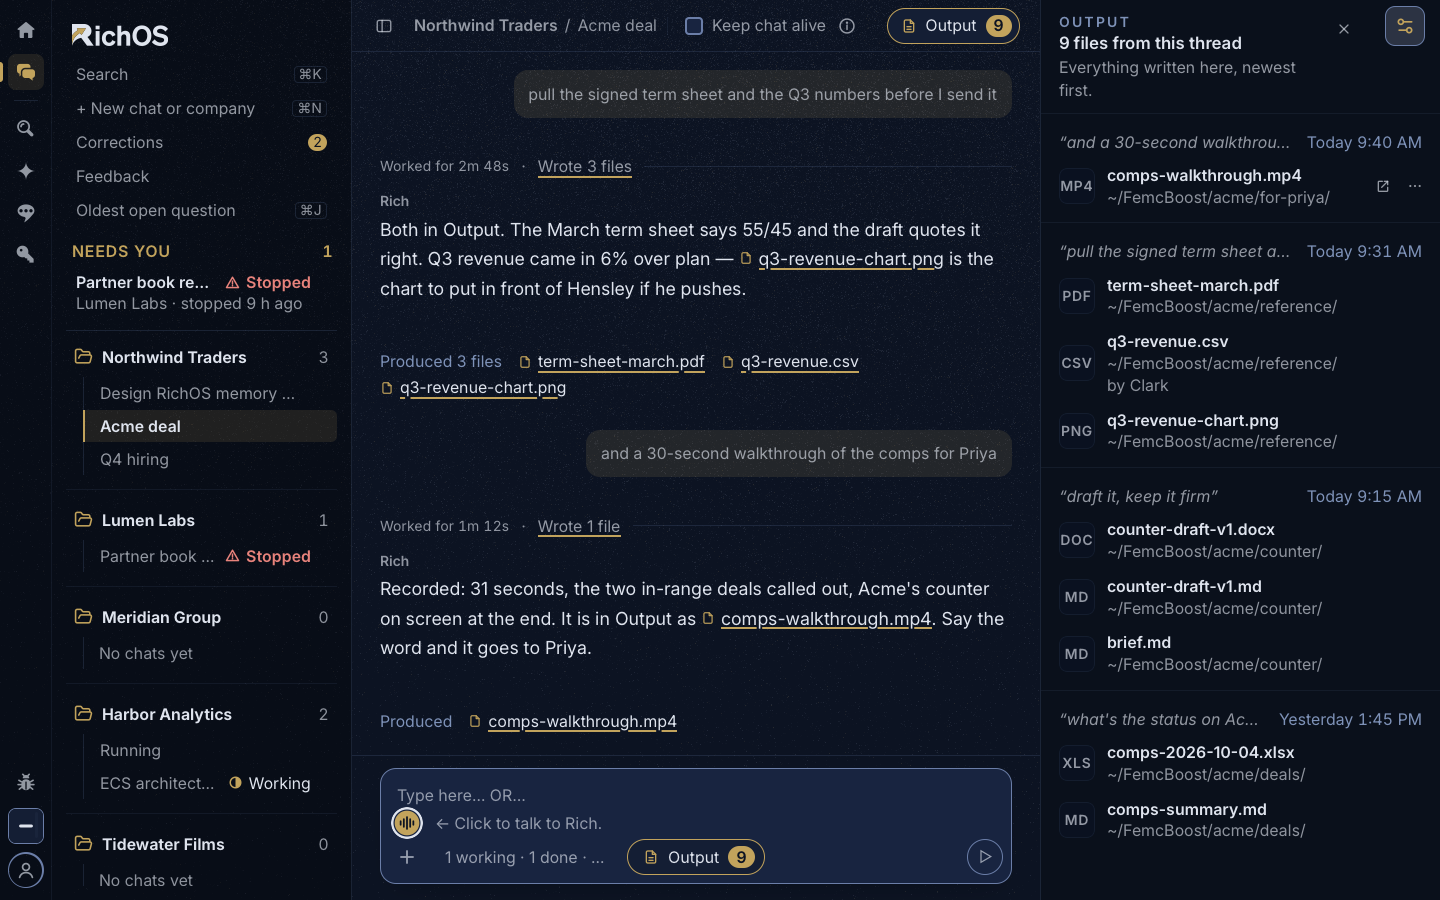 RichOS
Search ⌘K
+ New chat or company ⌘N
Corrections 2
Feedback
Oldest open question ⌘J
NEEDS YOU 1
Partner book re... Stopped
Lumen Labs · stopped 9 h ago
Northwind Traders 3
Design RichOS memory ...
Acme deal
Q4 hiring
Lumen Labs 1
Partner book ... Stopped
Meridian Group 0
No chats yet
Harbor Analytics 2
Running
ECS architect... Working
Tidewater Films 0
No chats yet
Northwind Traders / Acme deal
Keep chat alive
Output 9
pull the signed term sheet and the Q3 numbers before I send it
Worked for 2m 48s · Wrote 3 files
Rich
Both in Output. The March term sheet says 55/45 and the draft quotes it
right. Q3 revenue came in 6% over plan — q3-revenue-chart.png is the
chart to put in front of Hensley if he pushes.
Produced 3 files term-sheet-march.pdf q3-revenue.csv
q3-revenue-chart.png
and a 30-second walkthrough of the comps for Priya
Worked for 1m 12s · Wrote 1 file
Rich
Recorded: 31 seconds, the two in-range deals called out, Acme's counter
on screen at the end. It is in Output as comps-walkthrough.mp4. Say the
word and it goes to Priya.
Produced comps-walkthrough.mp4
Type here... OR...
← Click to talk to Rich.
1 working · 1 done · ...
Output 9
OUTPUT
9 files from this thread
Everything written here, newest
first.
“and a 30-second walkthrou... Today 9:40 AM
MP4 comps-walkthrough.mp4
~/FemcBoost/acme/for-priya/
“pull the signed term sheet a... Today 9:31 AM
PDF term-sheet-march.pdf
~/FemcBoost/acme/reference/
CSV q3-revenue.csv
~/FemcBoost/acme/reference/
by Clark
PNG q3-revenue-chart.png
~/FemcBoost/acme/reference/
“draft it, keep it firm” Today 9:15 AM
DOC counter-draft-v1.docx
~/FemcBoost/acme/counter/
MD counter-draft-v1.md
~/FemcBoost/acme/counter/
MD brief.md
~/FemcBoost/acme/counter/
“what's the status on Ac... Yesterday 1:45 PM
XLS comps-2026-10-04.xlsx
~/FemcBoost/acme/deals/
MD comps-summary.md
~/FemcBoost/acme/deals/